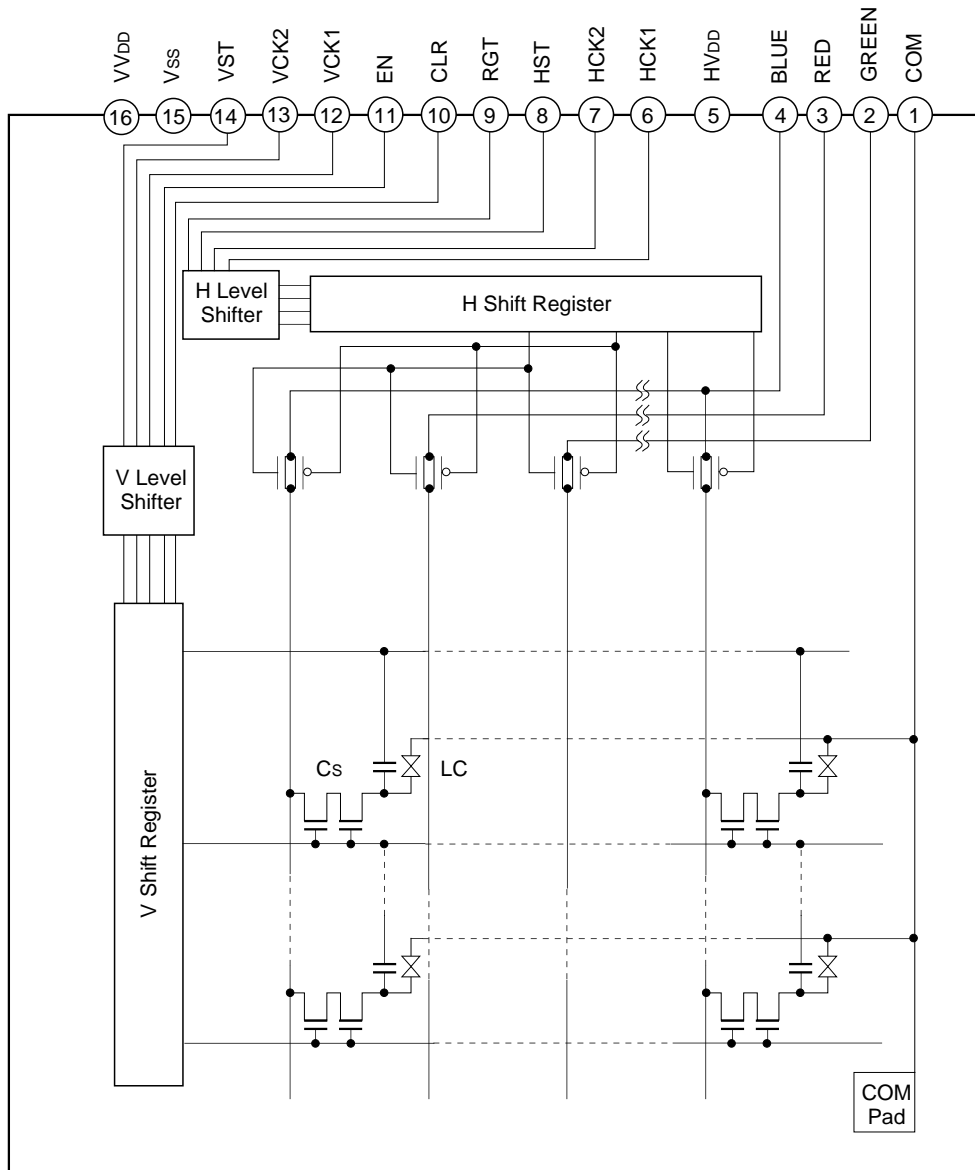 VVDD
VSS
VST
VCK2
VCK1
EN
CLR
RGT
HST
HCK2
HCK1
HVDD
BLUE
RED
GREEN
COM
16
15
14
13
12
11
10
9
8
7
6
5
4
3
2
1
H Level
Shifter
H Shift Register
V Level
Shifter
Cs
LC
V Shift Register
COM
Pad